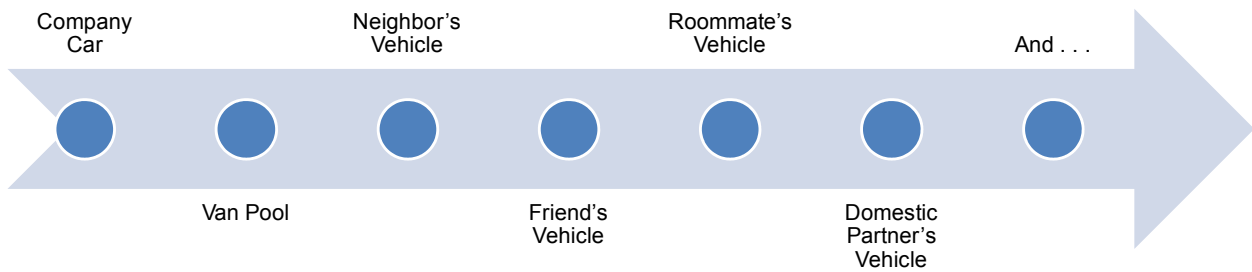 Company
Car
Van Pool
Neighbor’s
Vehicle
Friend’s
Vehicle
Roommate’s
Vehicle
Domestic
Partner’s
Vehicle
And . . .